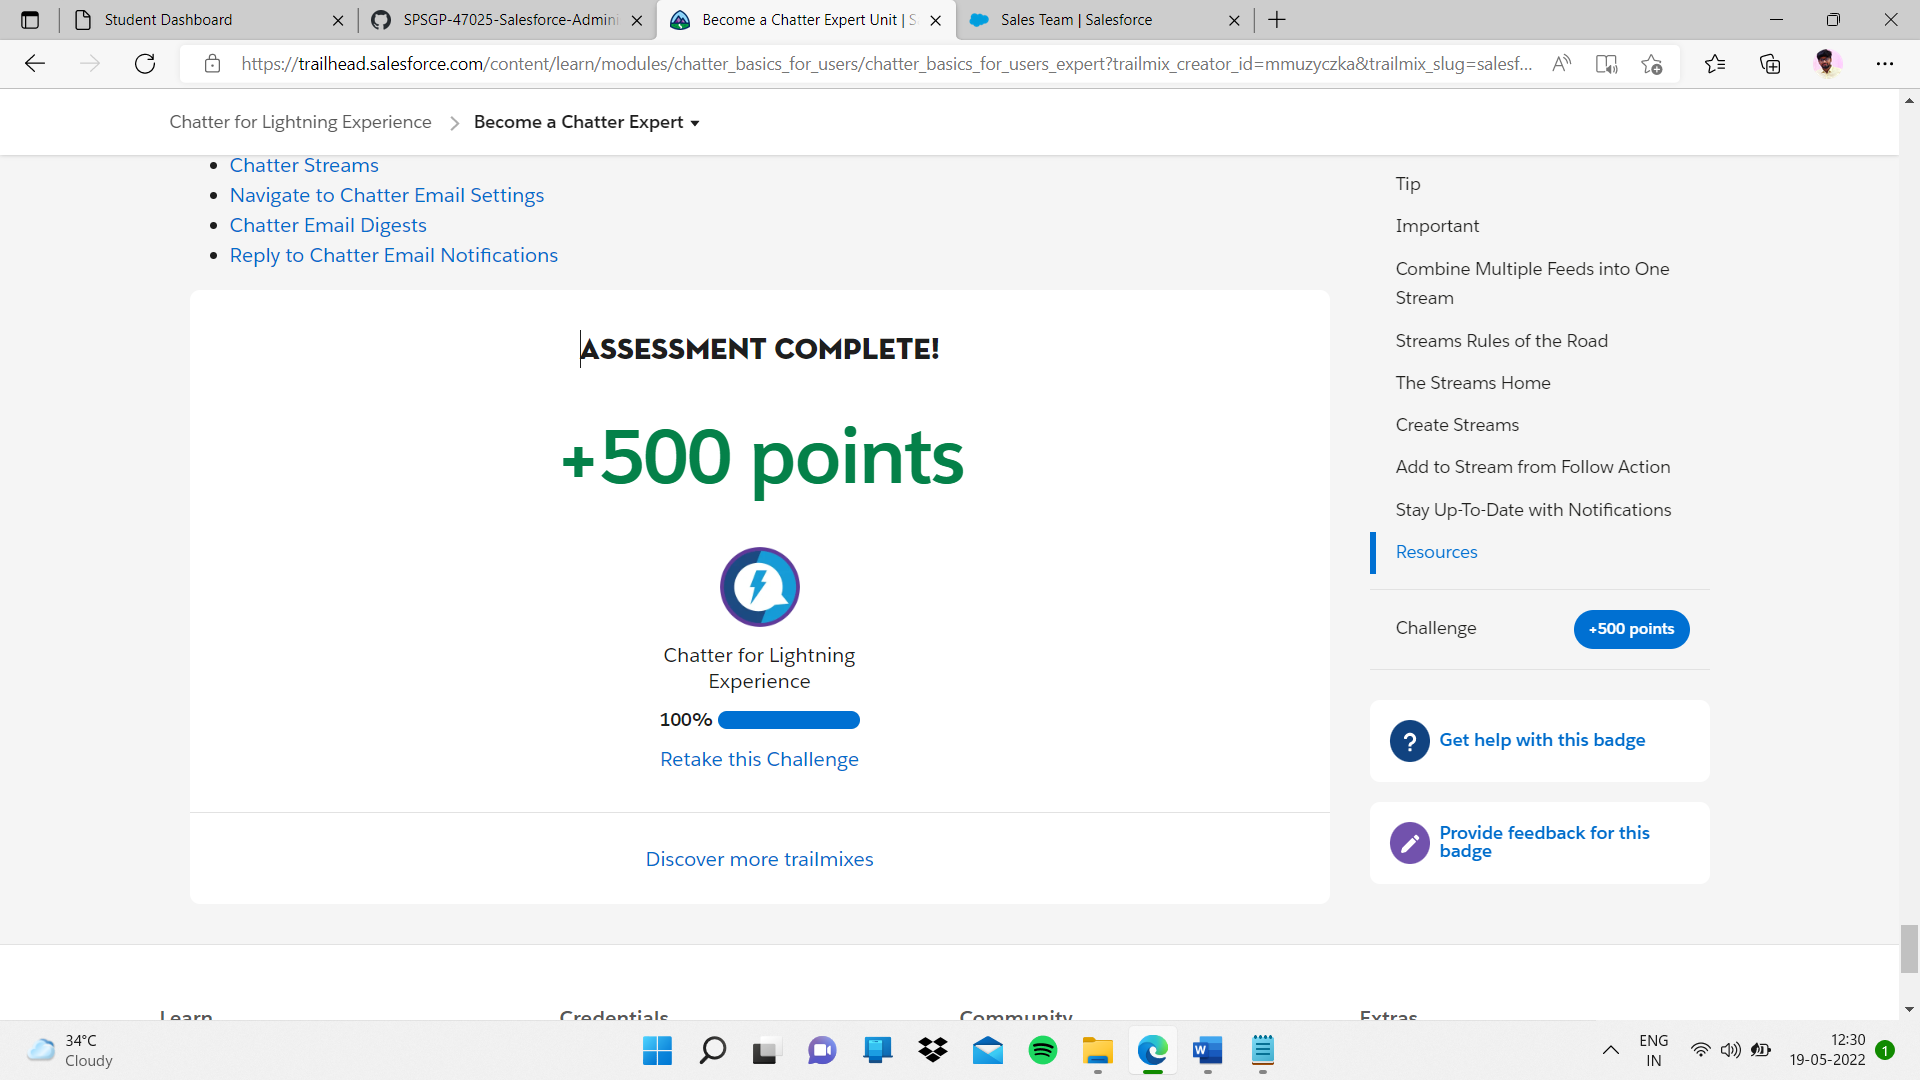 Student Dashboard
SPSGP-47025-Salesforce-Admini
Become a Chatter Expert Unit | S
Sales Team | Salesforce
https://trailhead.salesforce.com/content/learn/modules/chatter_basics_for_users/chatter_basics_for_users_expert?trailmix_creator_id=mmuzyczka&trailmix_slug=salesf...
Chatter for Lightning Experience
Become a Chatter Expert
Chatter Streams
Navigate to Chatter Email Settings
Chatter Email Digests
Reply to Chatter Email Notifications
ASSESSMENT COMPLETE!
+500 points
Chatter for Lightning
Experience
100%
Retake this Challenge
Discover more trailmixes
Tip
Important
Combine Multiple Feeds into One
Stream
Streams Rules of the Road
The Streams Home
Create Streams
Add to Stream from Follow Action
Stay Up-To-Date with Notifications
Resources
Challenge
+500 points
Get help with this badge
Provide feedback for this
badge
Learn
Credentials
Community
Extras
34°C
Cloudy
ENG
IN
12:30
19-05-2022
1